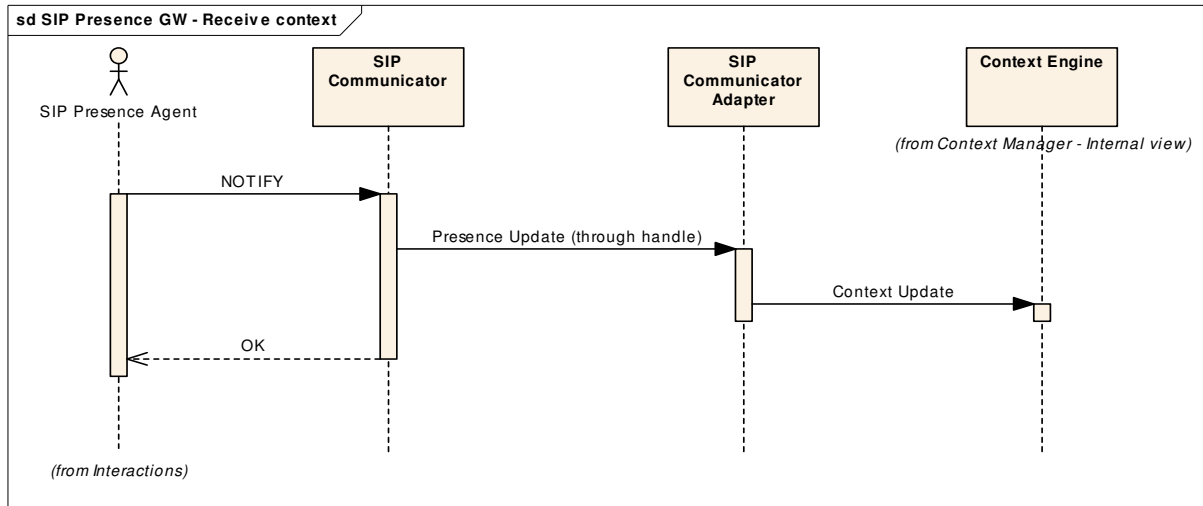 sd SIP Presence GW - Receive context
SIP Presence Agent
SIP
Communicator
SIP
Communicator
Adapter
Context Engine
(from Context Manager - Internal view)
NOTIFY
Presence Update (through handle)
Context Update
OK
(from Interactions)